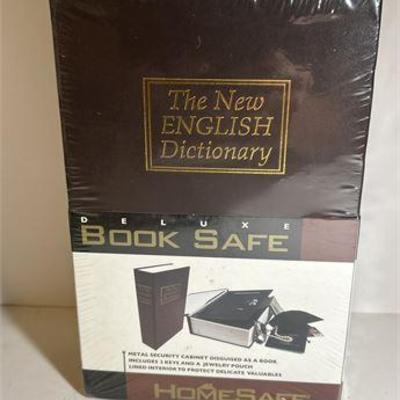 The New
ENGLISH
Dictionary
DELUXE
BOOK SAFE
METAL SECURITY CABINET DISGUISED AS A BOOK
INCLUDES 2 KEYS AND A JEWELRY POUCH
LINED INTERIOR TO PROTECT DELICATE VALUABLES
HOMESAFE